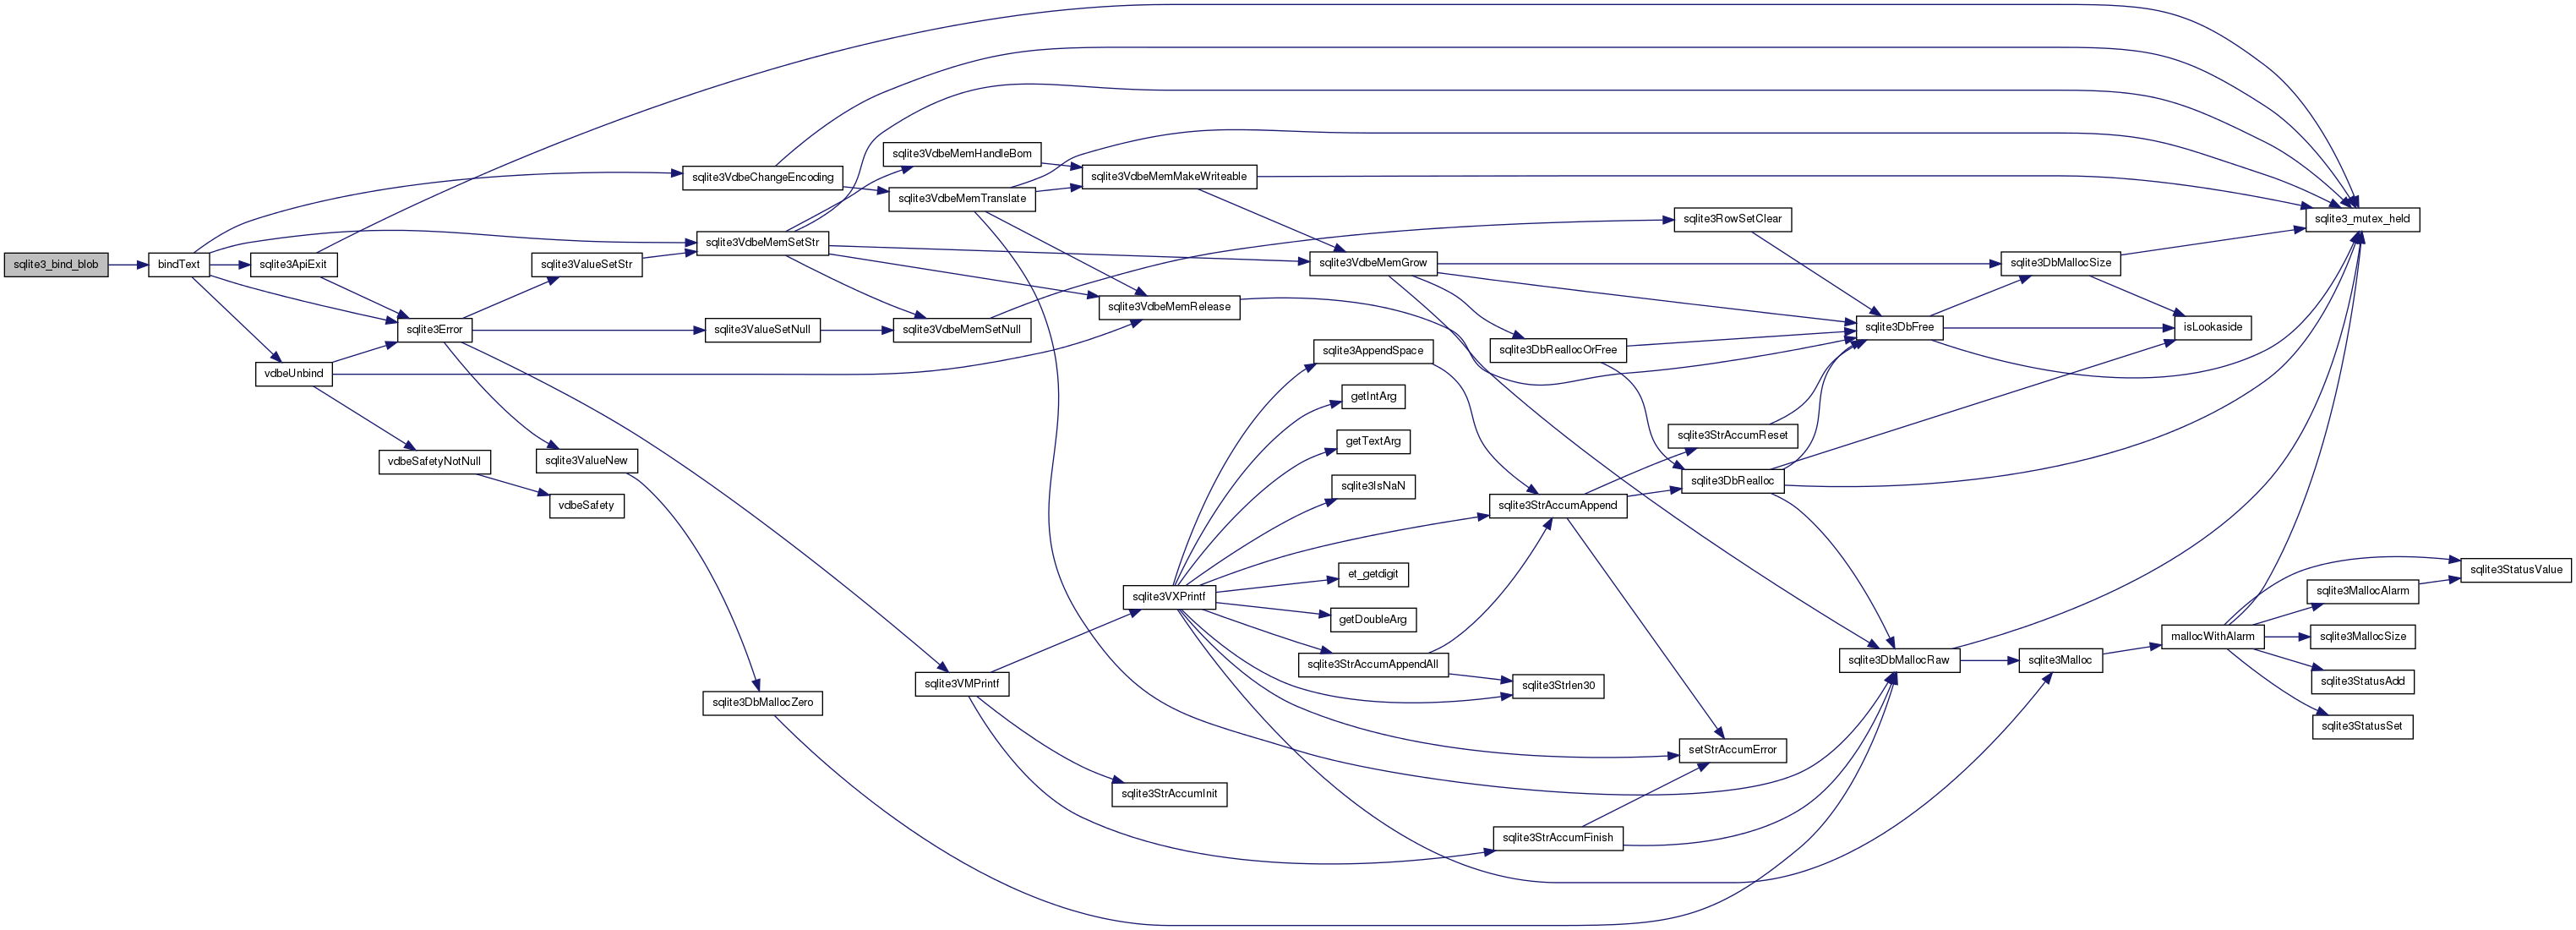 sqlite3_bind_blob
bindText
sqlite3VdbeChangeEncoding
sqlite3VdbeMemSetStr
sqlite3ApiExit
sqlite3Error
vdbeUnbind
sqlite3ValueSetStr
sqlite3ValueSetNull
vdbeSafetyNotNull
sqlite3ValueNew
vdbeSafety
sqlite3DbMallocZero
sqlite3VdbeMemHandleBom
sqlite3VdbeMemTranslate
sqlite3VdbeMemSetNull
sqlite3VMPrintf
sqlite3VdbeMemMakeWriteable
sqlite3VdbeMemRelease
sqlite3VXPrintf
sqlite3StrAccumInit
sqlite3VdbeMemGrow
sqlite3AppendSpace
getIntArg
getTextArg
sqlite3IsNaN
et_getdigit
getDoubleArg
sqlite3StrAccumAppendAll
sqlite3DbReallocOrFree
sqlite3StrAccumAppend
sqlite3Strlen30
sqlite3StrAccumFinish
sqlite3RowSetClear
sqlite3StrAccumReset
sqlite3DbRealloc
setStrAccumError
sqlite3DbFree
sqlite3DbMallocRaw
sqlite3DbMallocSize
sqlite3Malloc
sqlite3_mutex_held
isLookaside
mallocWithAlarm
sqlite3MallocAlarm
sqlite3MallocSize
sqlite3StatusAdd
sqlite3StatusSet
sqlite3StatusValue